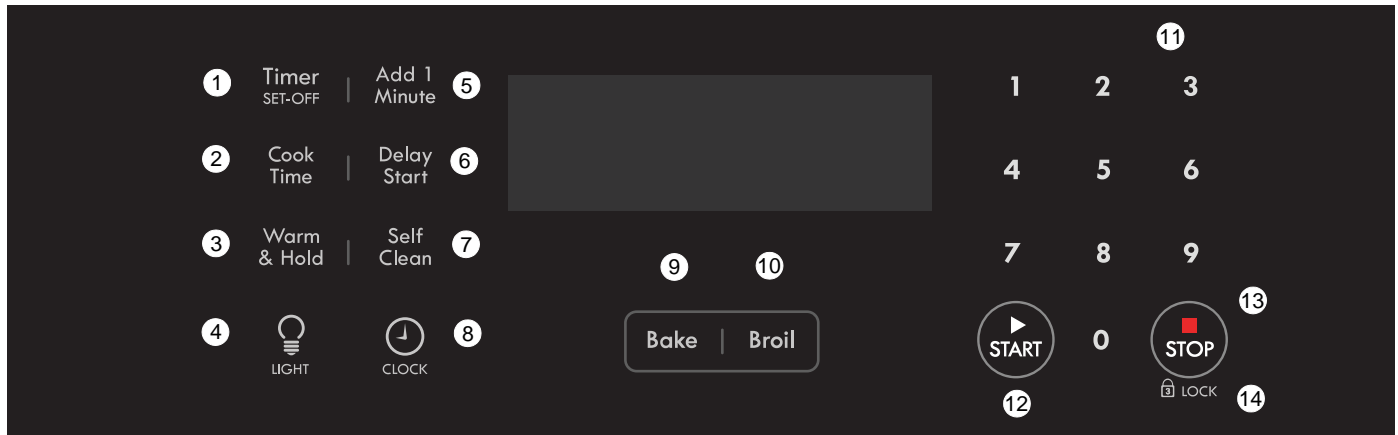 11
1 Timer Add 1 5
SET-OFF Minute
1 2 3
2 Cook Delay 6
Time Start
4 5 6
3 Warm Self 7
& Hold Clean
7 8 9
9 10
4 8
LIGHT CLOCK
Bake Broil
13
START 0 STOP
12
3 LOCK 14